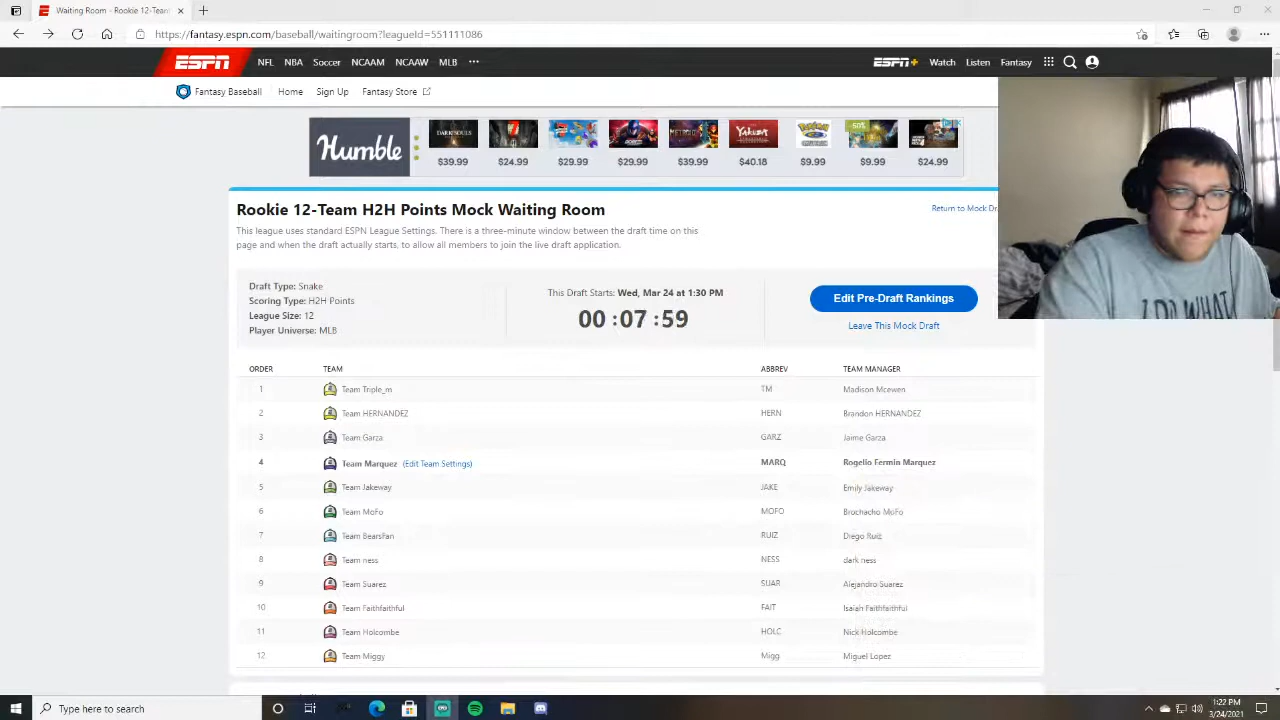 Waiting Room - Rookie 12-Team
https://fantasy.espn.com/baseball/waitingroom?leagueId=551111086
ESPN NFL NBA Soccer NCAAM NCAAW MLB ESPN+ Watch Listen Fantasy
Fantasy Baseball Home Sign Up Fantasy Store
Humble DARK SOULS YAKUZA -50%
$39.99 $24.99 $29.99 $29.99 $39.99 $40.18 $9.99 $9.99 $24.99
Rookie 12-Team H2H Points Mock Waiting Room
Return to Mock Dr
This league uses standard ESPN League Settings. There is a three-minute window between the draft time on this
page and when the draft actually starts, to allow all members to join the live draft application.
Draft Type: Snake
Scoring Type: H2H Points
League Size: 12
Player Universe: MLB
This Draft Starts: Wed, Mar 24 at 1:30 PM
00 :07 :59
Edit Pre-Draft Rankings
Leave This Mock Draft
ORDER TEAM ABBREV TEAM MANAGER
1 Team Triple_m TM Madison Mcewen
2 Team HERNANDEZ HERN Brandon HERNANDEZ
3 Team Garza GARZ Jaime Garza
4 Team Marquez (Edit Team Settings) MARQ Rogelio Fermin Marquez
5 Team Jakeway JAKE Emily Jakeway
6 Team MoFo MOFO Brochacho MoFo
7 Team BearsFan RUIZ Diego Ruiz
8 Team ness NESS dark ness
9 Team Suarez SUAR Alejandro Suarez
10 Team Faithfaithful FAIT Isaiah Faithfaithful
11 Team Holcombe HOLC Nick Holcombe
12 Team Miggy Migg Miguel Lopez
Type here to search
1:22 PM
3/24/2021